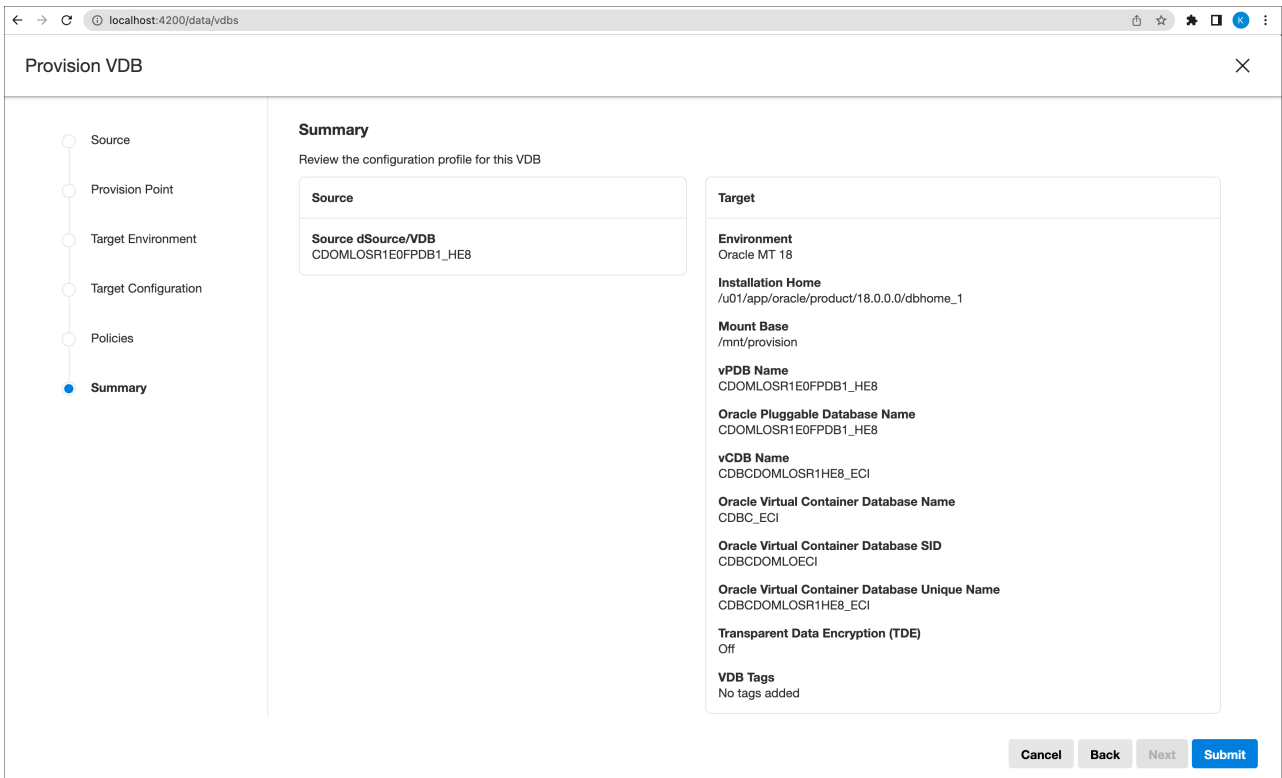 localhost:4200/data/vdbs
K
Provision VDB
Source
Provision Point
Target Environment
Target Configuration
Policies
Summary
Summary
Review the configuration profile for this VDB
Source
Source dSource/VDB
CDOMLOSR1E0FPDB1_HE8
Target
Environment
Oracle MT 18
Installation Home
/u01/app/oracle/product/18.0.0.0/dbhome_1
Mount Base
/mnt/provision
vPDB Name
CDOMLOSR1E0FPDB1_HE8
Oracle Pluggable Database Name
CDOMLOSR1E0FPDB1_HE8
vCDB Name
CDBCDOMLOSR1HE8_ECI
Oracle Virtual Container Database Name
CDBC_ECI
Oracle Virtual Container Database SID
CDBCDOMLOECI
Oracle Virtual Container Database Unique Name
CDBCDOMLOSR1HE8_ECI
Transparent Data Encryption (TDE)
Off
VDB Tags
No tags added
Cancel Back Next Submit